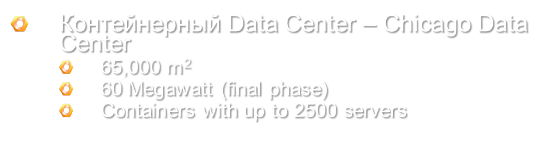 Контейнерный Data Center – Chicago Data
Center
65,000 m²
60 Megawatt (final phase)
Containers with up to 2500 servers